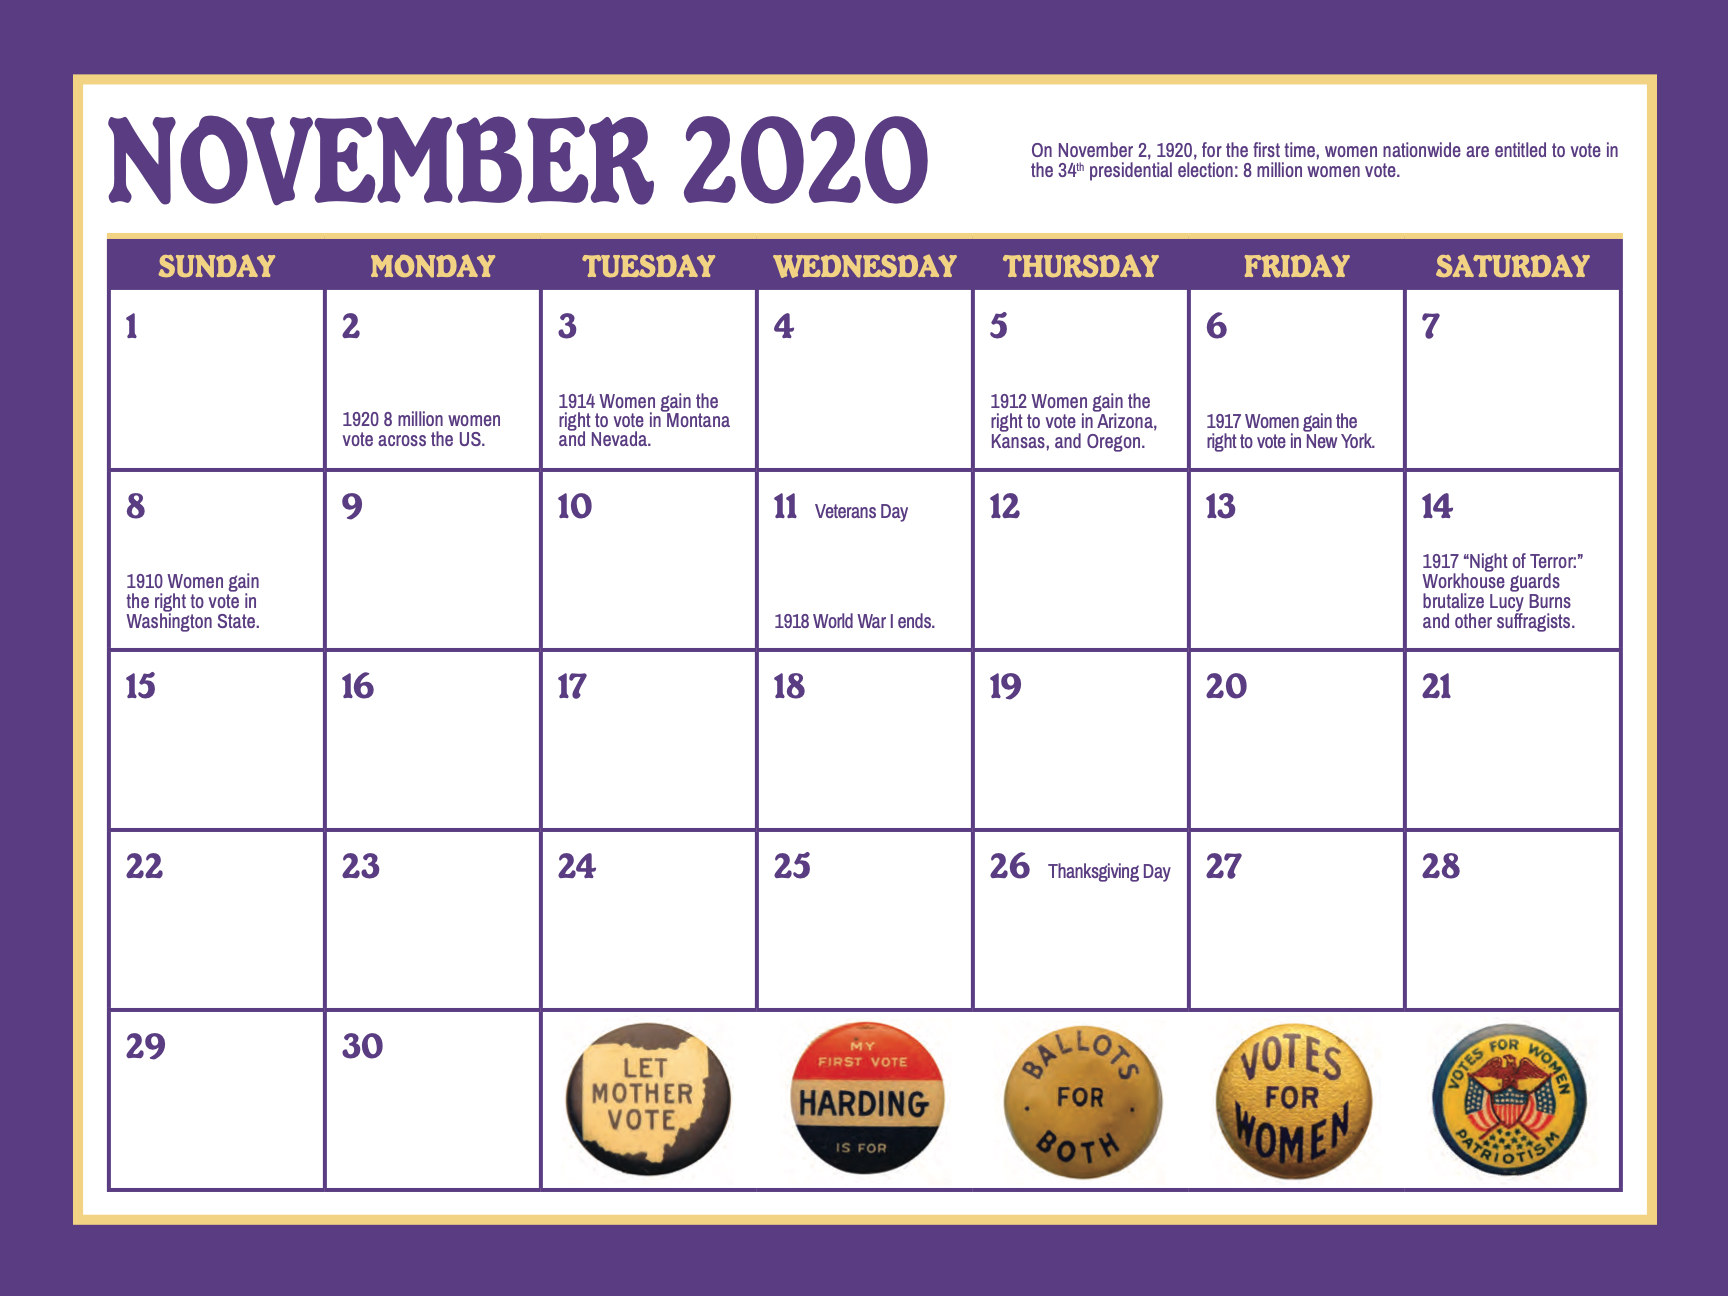 NOVEMBER 2020
On November 2, 1920, for the first time, women nationwide are entitled to vote in
the 34th presidential election: 8 million women vote.
SUNDAY MONDAY TUESDAY WEDNESDAY THURSDAY FRIDAY SATURDAY
1
2
1920 8 million women
vote across the US.
3
1914 Women gain the
right to vote in Montana
and Nevada.
4
5
1912 Women gain the
right to vote in Arizona,
Kansas, and Oregon.
6
1917 Women gain the
right to vote in New York.
7
8
1910 Women gain
the right to vote in
Washington State.
9
10
11 Veterans Day
1918 World War I ends.
12
13
14
1917 “Night of Terror:”
Workhouse guards
brutalize Lucy Burns
and other suffragists.
15
16
17
18
19
20
21
22
23
24
25
26 Thanksgiving Day
27
28
29
30
LET
MOTHER
VOTE
MY
FIRST VOTE
HARDING
IS FOR
BALLOTS
FOR
BOTH
VOTES
FOR
WOMEN
VOTES FOR WOMEN
PATRIOTISM